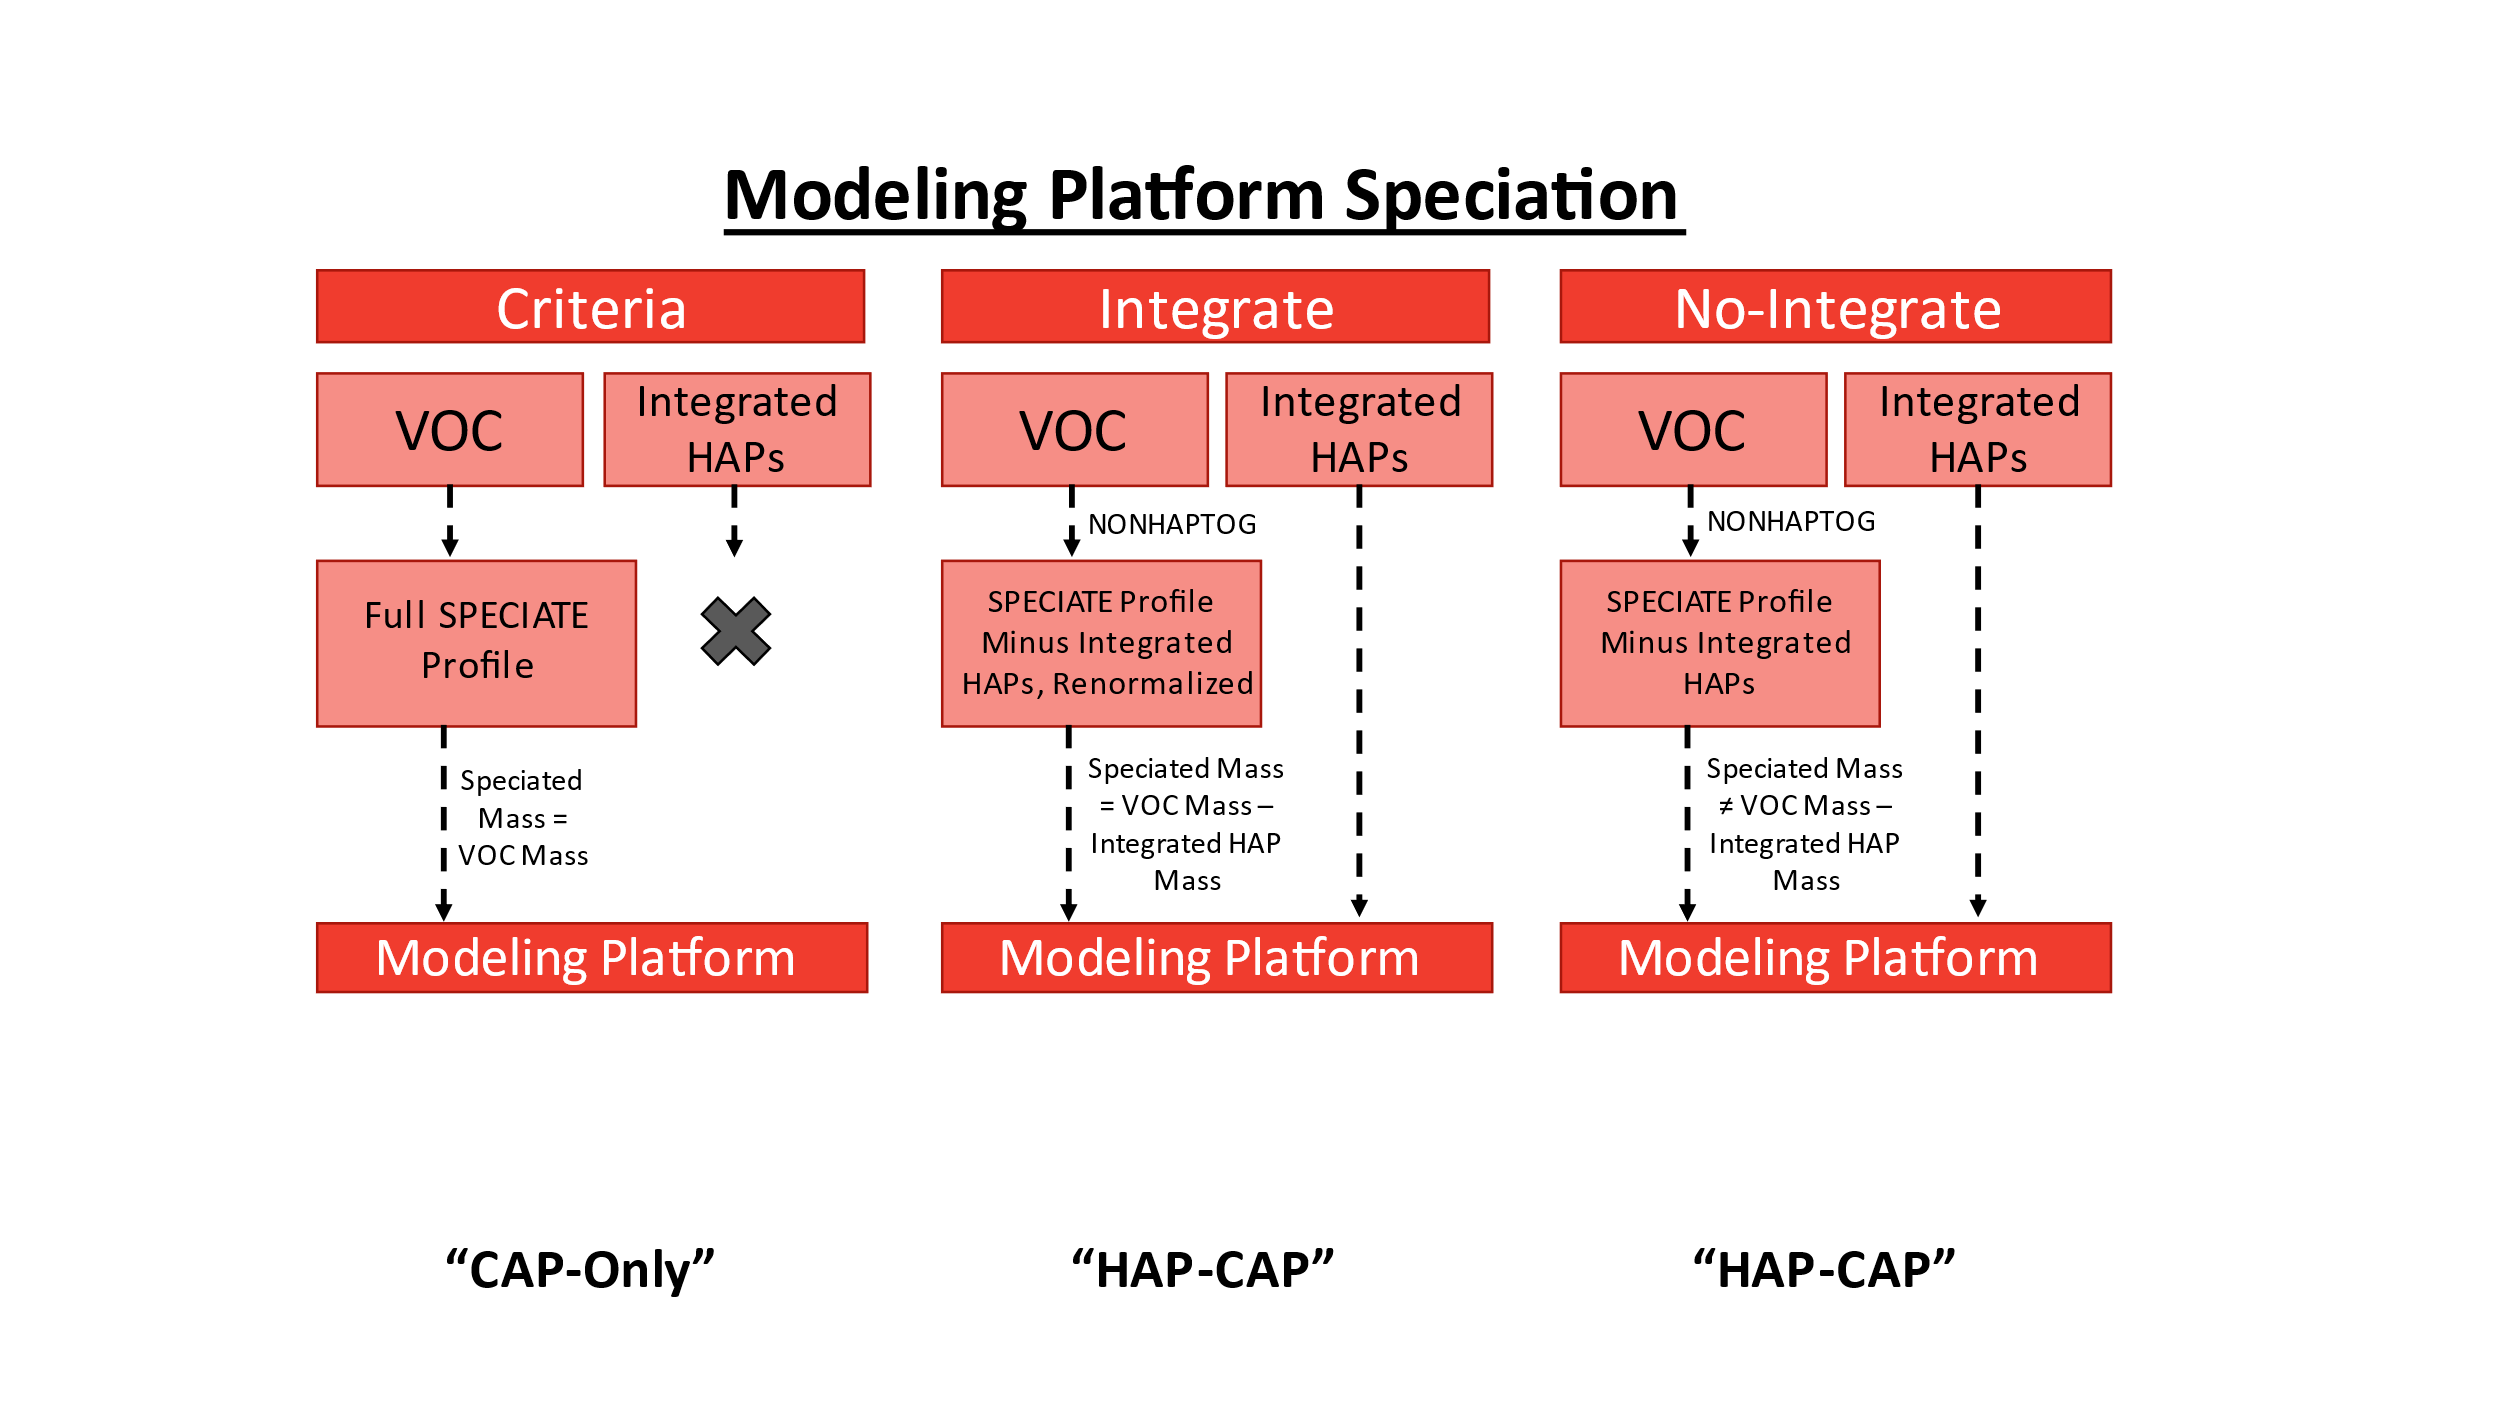 Modeling Platform Speciation
Criteria
VOC
Integrated
HAPs
Full SPECIATE
Profile
Speciated
Mass =
VOC Mass
Modeling Platform
“CAP-Only”
Integrate
VOC
Integrated
HAPs
NONHAPTOG
SPECIATE Profile
Minus Integrated
HAPs, Renormalized
Speciated Mass
= VOC Mass –
Integrated HAP
Mass
Modeling Platform
“HAP-CAP”
No-Integrate
VOC
Integrated
HAPs
NONHAPTOG
SPECIATE Profile
Minus Integrated
HAPs
Speciated Mass
≠ VOC Mass –
Integrated HAP
Mass
Modeling Platform
“HAP-CAP”